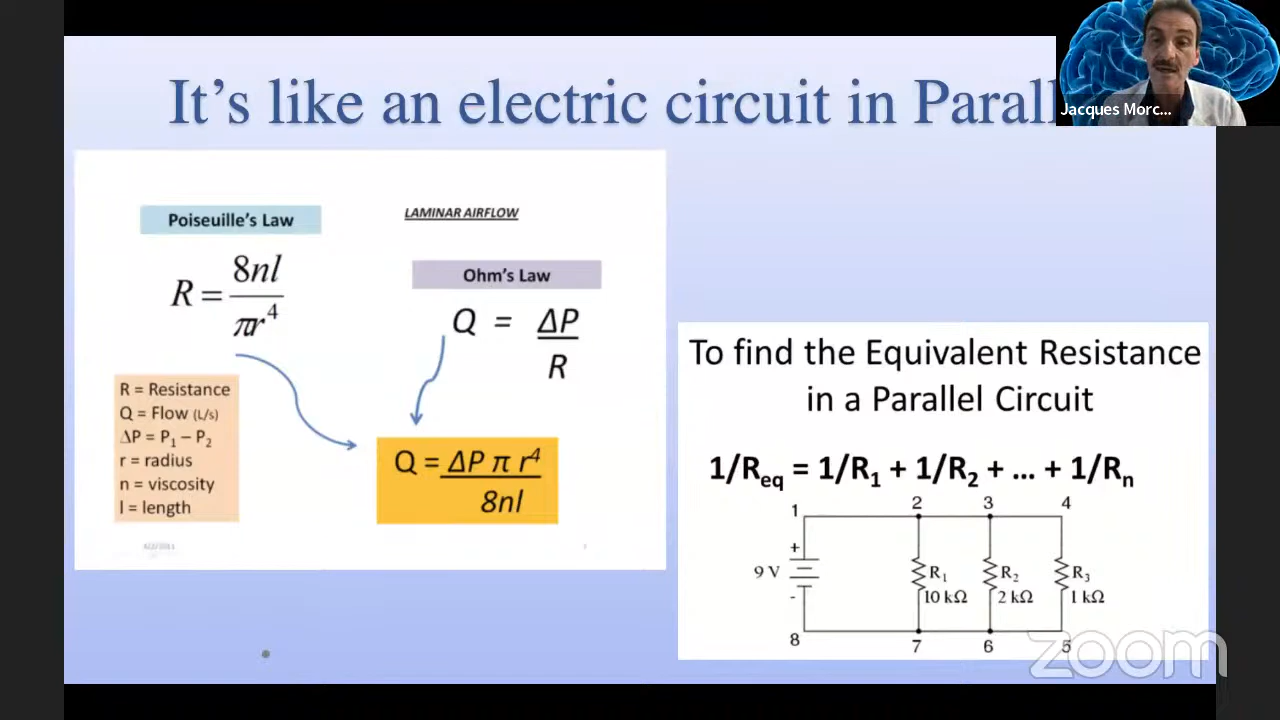 It's like an electric circuit in Parall
Jacques Morc...
Poiseuille's Law
LAMINAR AIRFLOW
R = 8nl / πr⁴
Ohm's Law
Q = ΔP / R
R = Resistance
Q = Flow (L/s)
ΔP = P₁ – P₂
r = radius
n = viscosity
l = length
Q = ΔP π r⁴ / 8nl
To find the Equivalent Resistance
in a Parallel Circuit
1/Req = 1/R₁ + 1/R₂ + ... + 1/Rn
1 2 3 4
+
9 V
-
R₁
10 kΩ
R₂
2 kΩ
R₃
1 kΩ
8 7 6 5
zoom